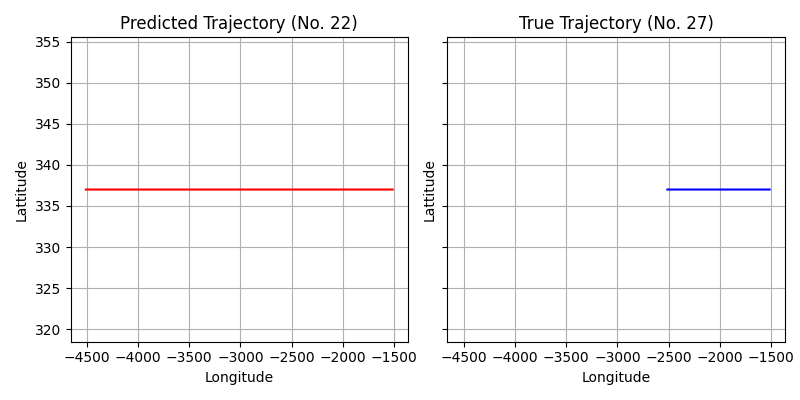 Predicted Trajectory (No. 22)
True Trajectory (No. 27)
355
350
345
340
335
330
325
320
Lattitude
Lattitude
−4500 −4000 −3500 −3000 −2500 −2000 −1500
−4500 −4000 −3500 −3000 −2500 −2000 −1500
Longitude
Longitude